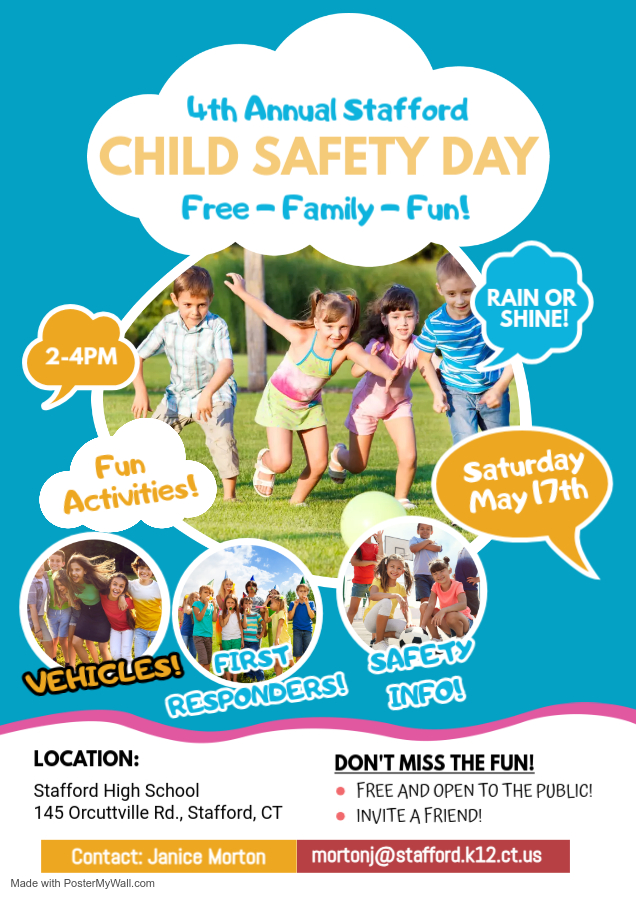 4th Annual Stafford
CHILD SAFETY DAY
Free – Family – Fun!
RAIN OR
SHINE!
2-4PM
Fun
Activities!
Saturday
May 17th
VEHICLES!
FIRST
RESPONDERS!
SAFETY
INFO!
LOCATION:
Stafford High School
145 Orcuttville Rd., Stafford, CT
DON'T MISS THE FUN!
• FREE AND OPEN TO THE PUBLIC!
• INVITE A FRIEND!
Contact: Janice Morton
mortonj@stafford.k12.ct.us
Made with PosterMyWall.com